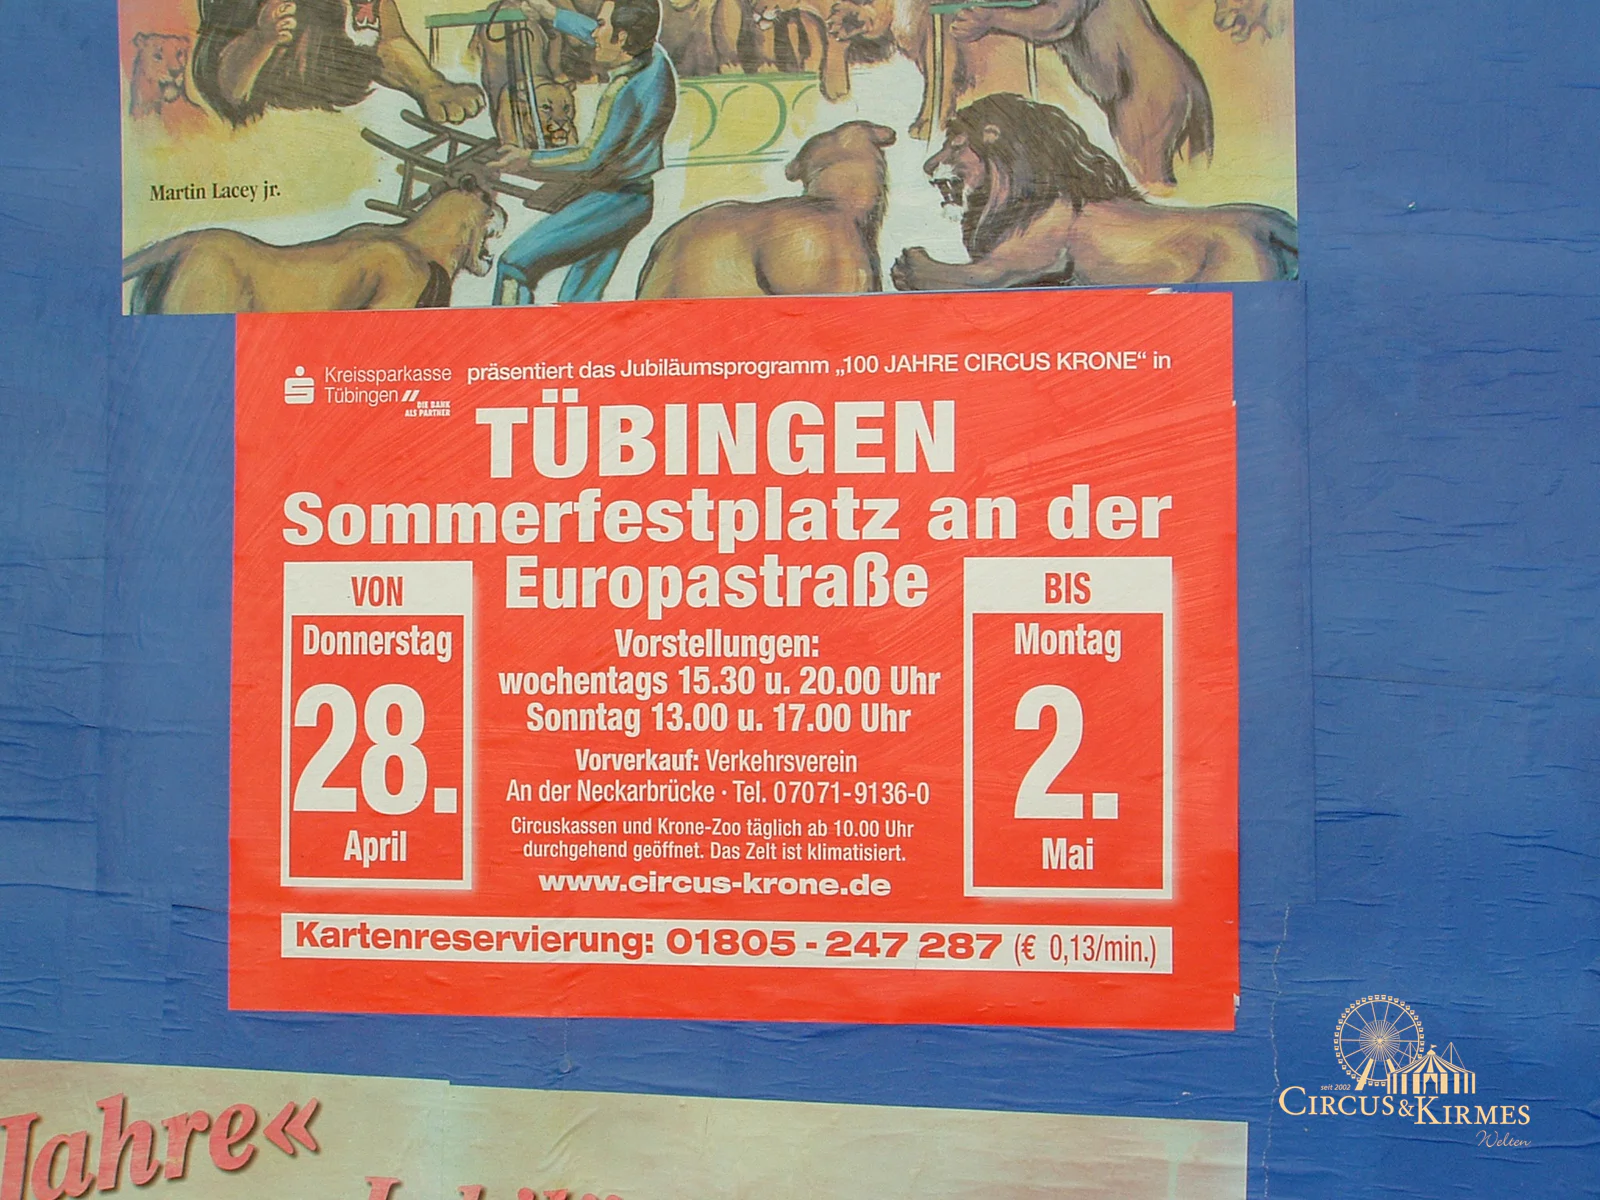 Martin Lacey jr.
Kreissparkasse
Tübingen
DIE BANK
ALS PARTNER
präsentiert das Jubiläumsprogramm „100 JAHRE CIRCUS KRONE“ in
TÜBINGEN
Sommerfestplatz an der
Europastraße
VON
Donnerstag
28.
April
Vorstellungen:
wochentags 15.30 u. 20.00 Uhr
Sonntag 13.00 u. 17.00 Uhr
Vorverkauf: Verkehrsverein
An der Neckarbrücke · Tel. 07071-9136-0
Circuskassen und Krone-Zoo täglich ab 10.00 Uhr
durchgehend geöffnet. Das Zelt ist klimatisiert.
www.circus-krone.de
BIS
Montag
2.
Mai
Kartenreservierung: 01805 - 247 287 (€ 0,13/min.)
Jahre«
seit 2002
CIRCUS&KIRMES
Welten